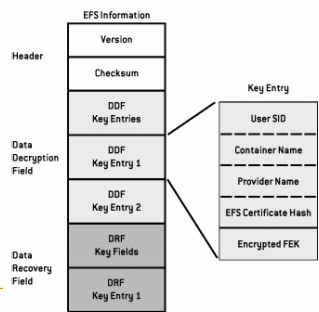 EFS Information
Header
Version
Checksum
Data
Decryption
Field
DDF
Key Entries
DDF
Key Entry 1
DDF
Key Entry 2
Data
Recovery
Field
DRF
Key Fields
DRF
Key Entry 1
Key Entry
User SID
Container Name
Provider Name
EFS Certificate Hash
Encrypted FEK